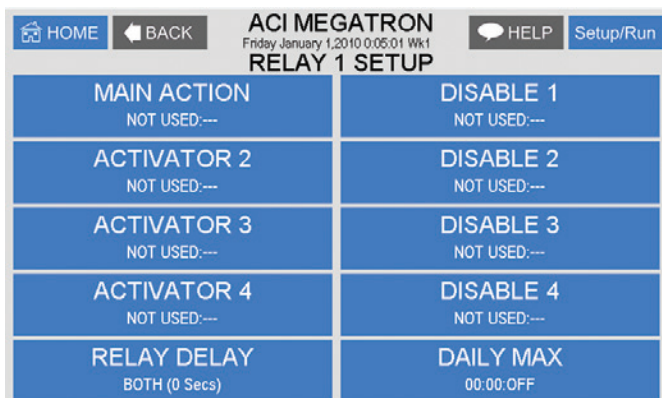 HOME
BACK
ACI MEGATRON
Friday January 1,2010 0:05:01 Wk1
RELAY 1 SETUP
HELP
Setup/Run
MAIN ACTION
NOT USED:---
DISABLE 1
NOT USED:---
ACTIVATOR 2
NOT USED:---
DISABLE 2
NOT USED:---
ACTIVATOR 3
NOT USED:---
DISABLE 3
NOT USED:---
ACTIVATOR 4
NOT USED:---
DISABLE 4
NOT USED:---
RELAY DELAY
BOTH (0 Secs)
DAILY MAX
00:00:OFF